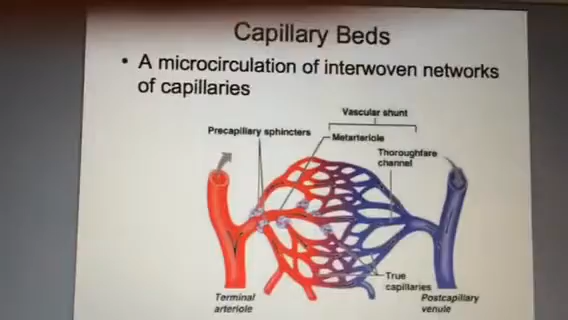 Capillary Beds
• A microcirculation of interwoven networks
of capillaries
Vascular shunt
Precapillary sphincters
Metarteriole
Thoroughfare
channel
True
capillaries
Terminal
arteriole
Postcapillary
venule